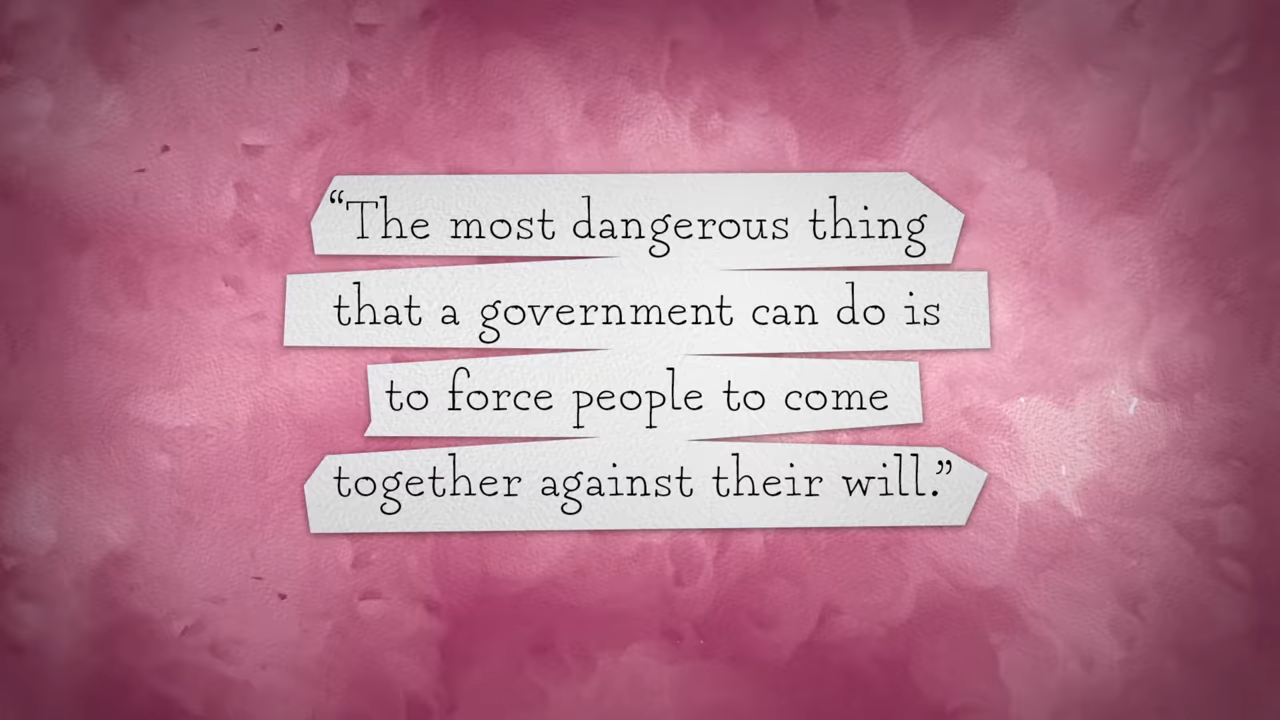 “The most dangerous thing
that a government can do is
to force people to come
together against their will.”